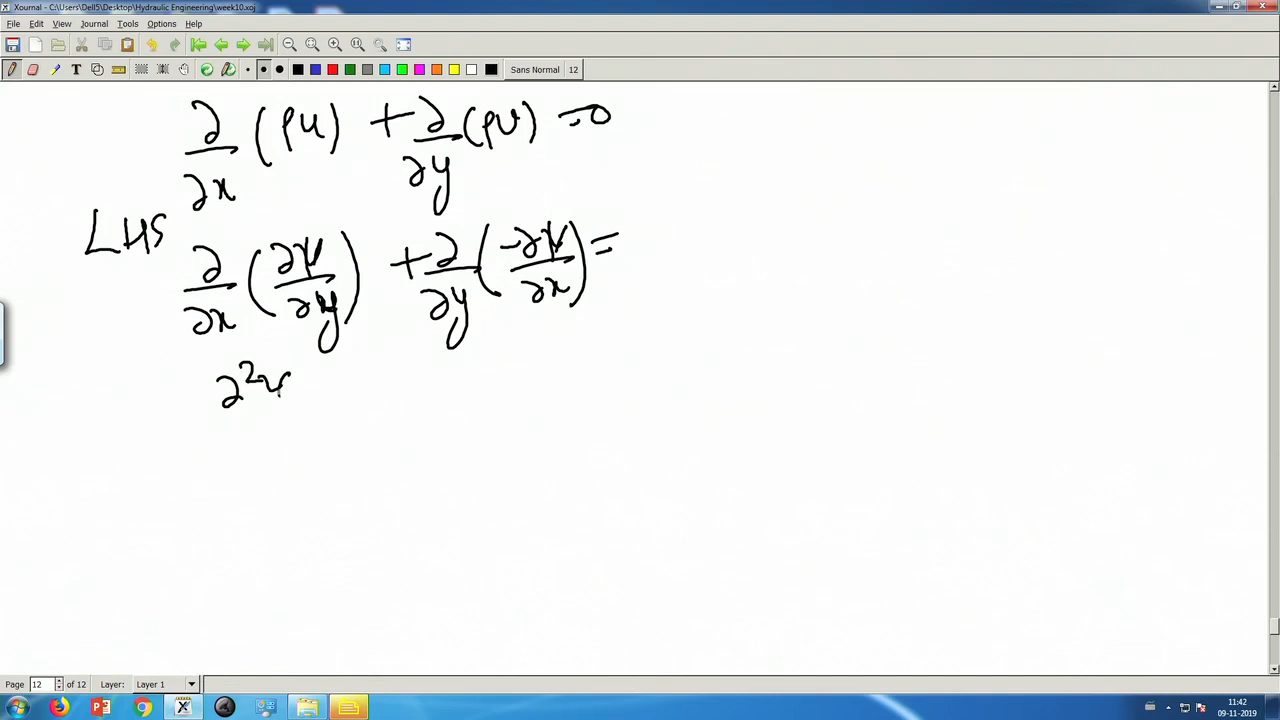 Xournal - C:\Users\Dell5\Desktop\Hydraulic Engineering\week10.xoj
File Edit View Journal Tools Options Help
Sans Normal 12
∂/∂x (ρu) + ∂/∂y (ρv) = 0
LHS
∂/∂x (∂ψ/∂y) + ∂/∂y (-∂ψ/∂x) =
∂²ψ
Page 12 of 12 Layer: Layer 1
11:42
09-11-2019